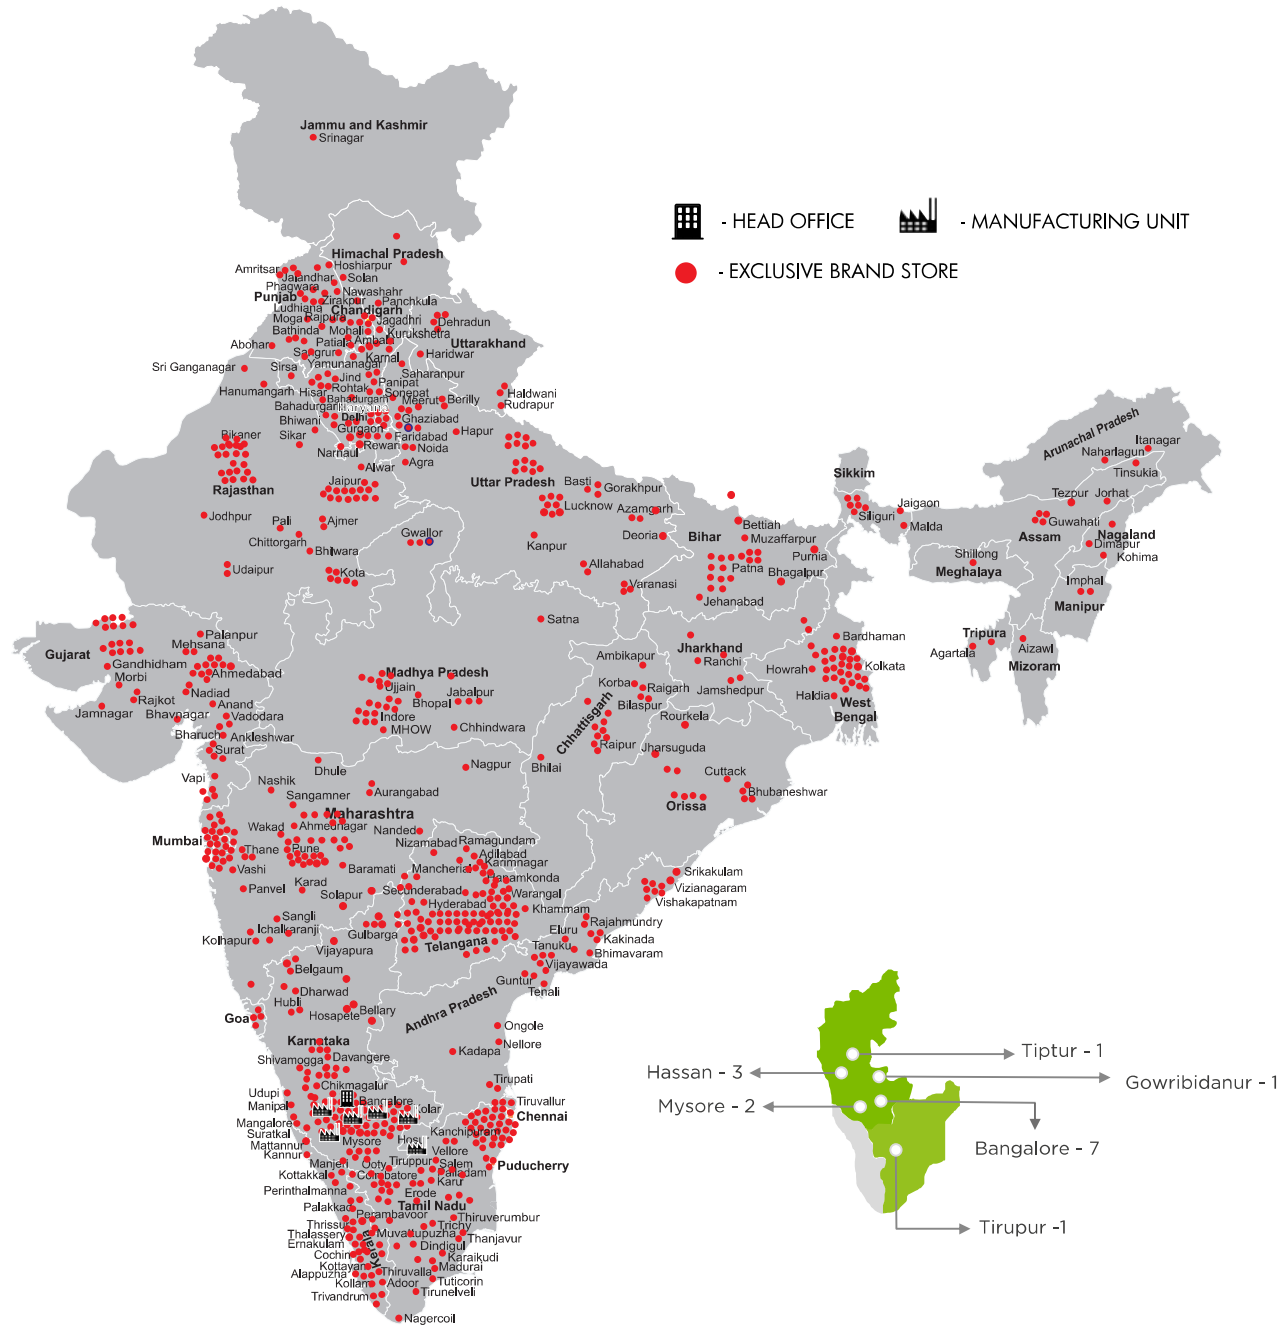 Jammu and Kashmir
Srinagar
- HEAD OFFICE
- MANUFACTURING UNIT
- EXCLUSIVE BRAND STORE
Himachal Pradesh
Amritsar
Hoshiarpur
Jalandhar
Solan
Phagwara
Nawashahr
Punjab
Zirakpur
Panchkula
Ludhiana
Chandigarh
Moga
Rajpura
Jagadhri
Dehradun
Bathinda
Mohali
Kurukshetra
Abohar
Patiala
Ambala
Uttarakhand
Sangrur
Karnal
Haridwar
Sri Ganganagar
Sirsa
Yamunanagar
Saharanpur
Jind
Panipat
Hanumangarh
Hisar
Rohtak
Sonepat
Haldwani
Bahadurgarh
Meerut
Berilly
Rudrapur
Bahadurgarh
Haryana
Bhiwani
Delhi
Ghaziabad
Gurgaon
Faridabad
Hapur
Bikaner
Sikar
Narnaul
Rewari
Noida
Alwar
Agra
Rajasthan
Jaipur
Uttar Pradesh
Basti
Gorakhpur
Lucknow
Azamgarh
Jodhpur
Pali
Ajmer
Gwallor
Deoria
Chittorgarh
Kanpur
Bhiwara
Udaipur
Kota
Allahabad
Varanasi
Bihar
Bettiah
Muzaffarpur
Purnia
Patna
Bhagalpur
Jehanabad
Sikkim
Siliguri
Jaigaon
Malda
Arunachal Pradesh
Itanagar
Naharlagun
Tinsukia
Tezpur
Jorhat
Guwahati
Assam
Nagaland
Dimapur
Kohima
Shillong
Meghalaya
Imphal
Manipur
Tripura
Agartala
Aizawl
Mizoram
Satna
Palanpur
Mehsana
Gujarat
Gandhidham
Ahmedabad
Morbi
Rajkot
Nadiad
Jamnagar
Anand
Bhavnagar
Vadodara
Bharuch
Ankleshwar
Surat
Vapi
Madhya Pradesh
Ujjain
Bhopal
Jabalpur
Indore
MHOW
Chhindwara
Ambikapur
Jharkhand
Ranchi
Korba
Raigarh
Bilaspur
Jamshedpur
Rourkela
Chhattisgarh
Raipur
Bhilai
Jharsuguda
Bardhaman
Howrah
Kolkata
Haldia
West
Bengal
Cuttack
Bhubaneshwar
Orissa
Dhule
Nagpur
Nashik
Aurangabad
Sangamner
Maharashtra
Mumbai
Wakad
Ahmednagar
Nanded
Thane
Pune
Nizamabad
Ramagundam
Adilabad
Vashi
Baramati
Mancherial
Karimnagar
Panvel
Karad
Hanamkonda
Solapur
Secunderabad
Warangal
Hyderabad
Khammam
Srikakulam
Vizianagaram
Vishakapatnam
Sangli
Ichalkaranji
Kolhapur
Gulbarga
Telangana
Rajahmundry
Eluru
Kakinada
Vijayapura
Tanuku
Bhimavaram
Belgaum
Vijayawada
Guntur
Tenali
Dharwad
Hubli
Hosapete
Bellary
Andhra Pradesh
Goa
Ongole
Karnataka
Nellore
Shivamogga
Davangere
Kadapa
Chikmagalur
Tirupati
Udupi
Bangalore
Tiruvallur
Manipal
Kolar
Chennai
Mangalore
Kanchipuram
Suratkal
Mysore
Hosur
Mattannur
Vellore
Kannur
Manjeri
Ooty
Tiruppur
Salem
Puducherry
Kottakkal
Coimbatore
Palladam
Karur
Perinthalmanna
Erode
Palakkad
Tamil Nadu
Perambavoor
Thiruverumbur
Thrissur
Trichy
Thalassery
Muvattupuzha
Thanjavur
Ernakulam
Kerala
Dindigul
Cochin
Karaikudi
Kottayam
Thiruvalla
Madurai
Alappuzha
Kollam
Adoor
Tuticorin
Trivandrum
Tirunelveli
Nagercoil
Tiptur - 1
Hassan - 3
Gowribidanur - 1
Mysore - 2
Bangalore - 7
Tirupur -1